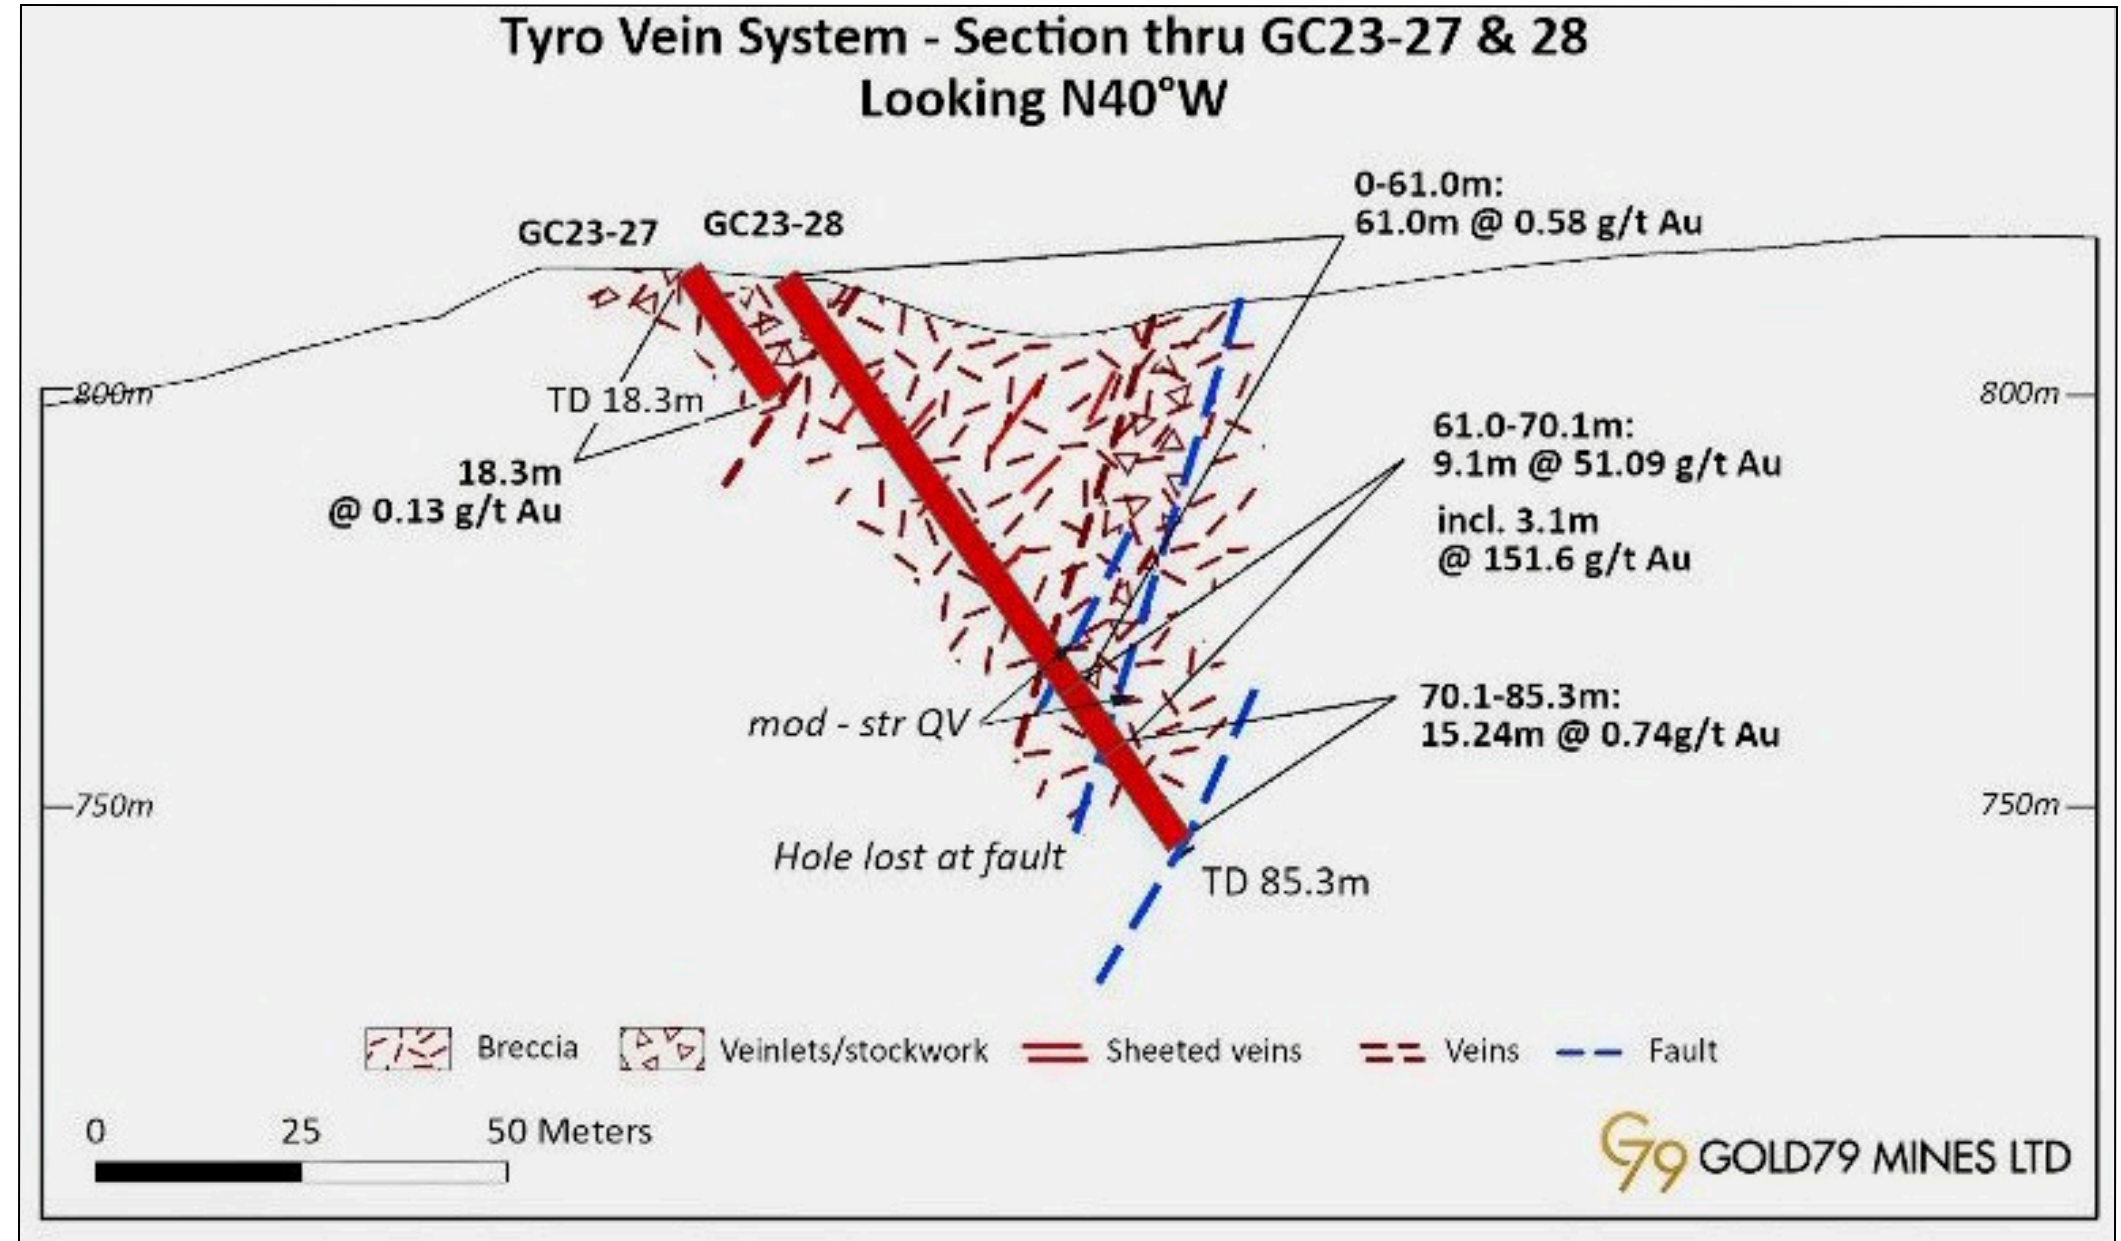 Tyro Vein System - Section thru GC23-27 & 28
Looking N40°W
GC23-27
GC23-28
0-61.0m:
61.0m @ 0.58 g/t Au
800m
TD 18.3m
800m
18.3m
@ 0.13 g/t Au
61.0-70.1m:
9.1m @ 51.09 g/t Au
incl. 3.1m
@ 151.6 g/t Au
mod - str QV
70.1-85.3m:
15.24m @ 0.74g/t Au
750m
750m
Hole lost at fault
TD 85.3m
Breccia
Veinlets/stockwork
Sheeted veins
Veins
Fault
0 25 50 Meters
G79 GOLD79 MINES LTD